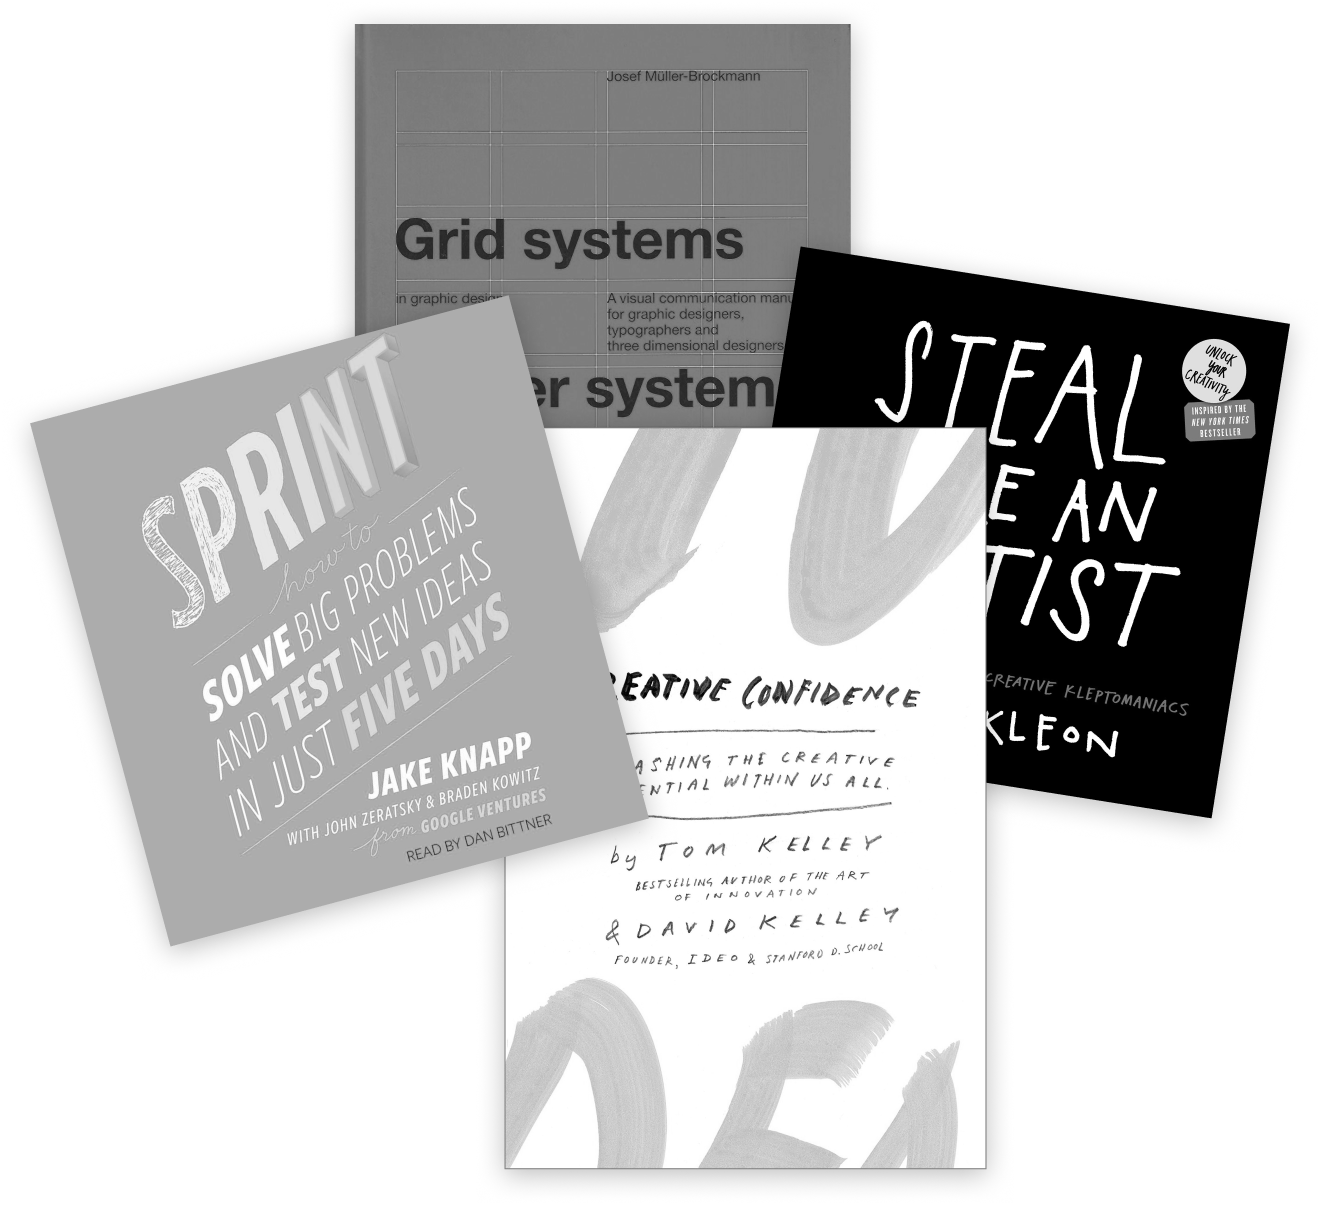 Josef Müller-Brockmann
Grid systems
in graphic design
A visual communication manu
for graphic designers,
typographers and
three dimensional designers
er system
SPRINT
how to
SOLVE BIG PROBLEMS
AND TEST NEW IDEAS
IN JUST FIVE DAYS
JAKE KNAPP
WITH JOHN ZERATSKY & BRADEN KOWITZ
from GOOGLE VENTURES
READ BY DAN BITTNER
STEAL
E AN
TIST
UNLOCK
YOUR
CREATIVITY
INSPIRED BY THE
NEW YORK TIMES
BESTSELLER
CREATIVE KLEPTOMANIACS
KLEON
REATIVE CONFIDENCE
ASHING THE CREATIVE
ENTIAL WITHIN US ALL.
by TOM KELLEY
BESTSELLING AUTHOR OF THE ART
OF INNOVATION
& DAVID KELLEY
FOUNDER, IDEO & STANFORD D. SCHOOL